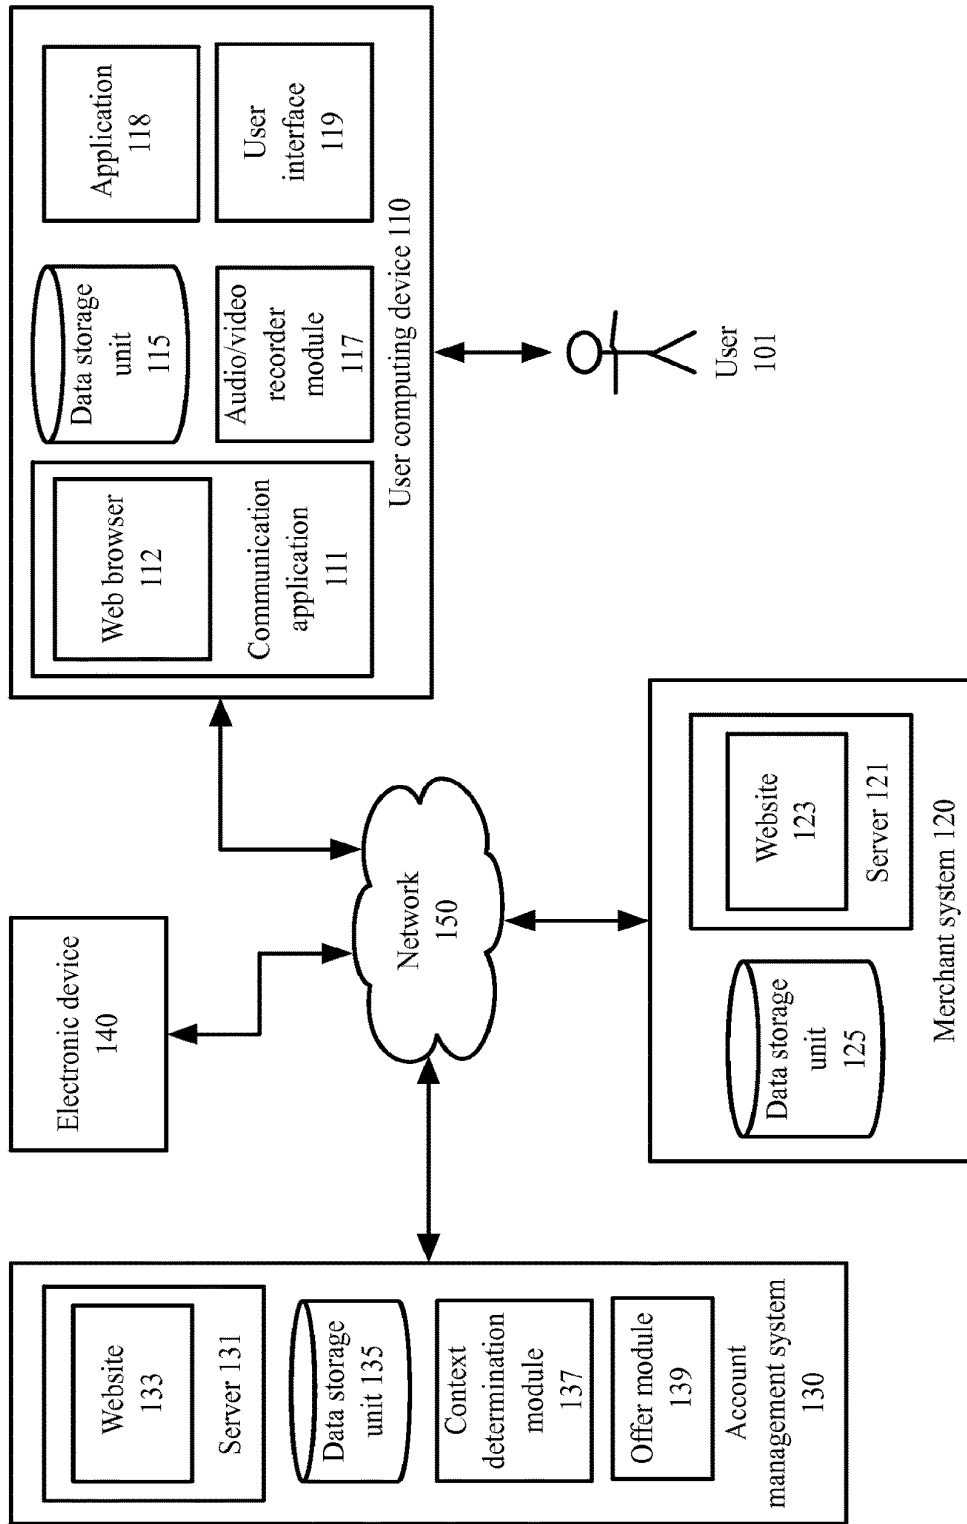 Website
133
Server 131
Data storage
unit 135
Context
determination
module
137
Offer module
139
Account
management system
130
Electronic device
140
Network
150
Web browser
112
Communication
application
111
Data storage
unit
115
Audio/video
recorder
module
117
Application
118
User
interface
119
User computing device 110
User
101
Data storage
unit
125
Website
123
Server 121
Merchant system 120